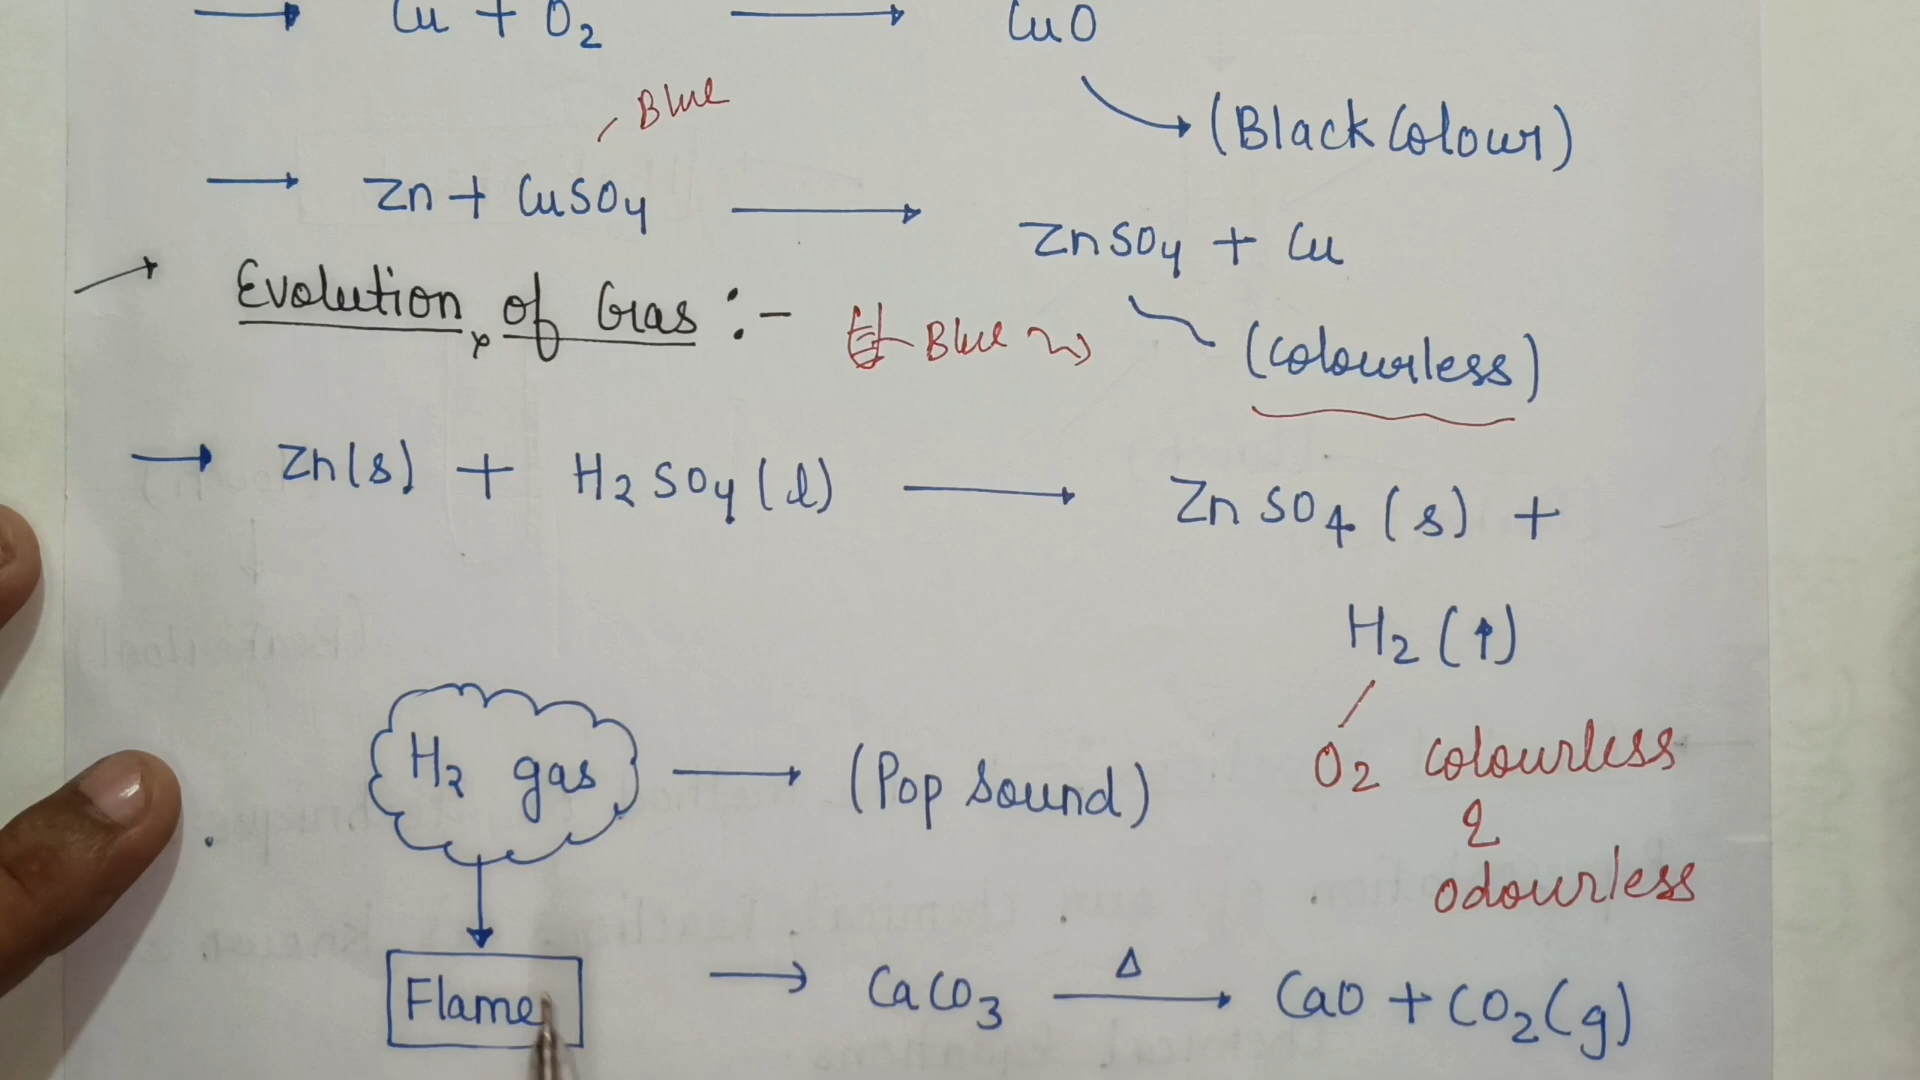 → Cu + O₂ → CuO
Blue
(Black Colour)
→ Zn + CuSO₄ → ZnSO₄ + Cu
→ Evolution of Gas :-
Blue
(Colourless)
→ Zn(s) + H₂SO₄(l) → ZnSO₄(s) +
H₂(↑)
H₂ gas → (Pop sound)
O₂ colourless
&
odourless
Flame
→ CaCO₃ —Δ→ CaO + CO₂(g)